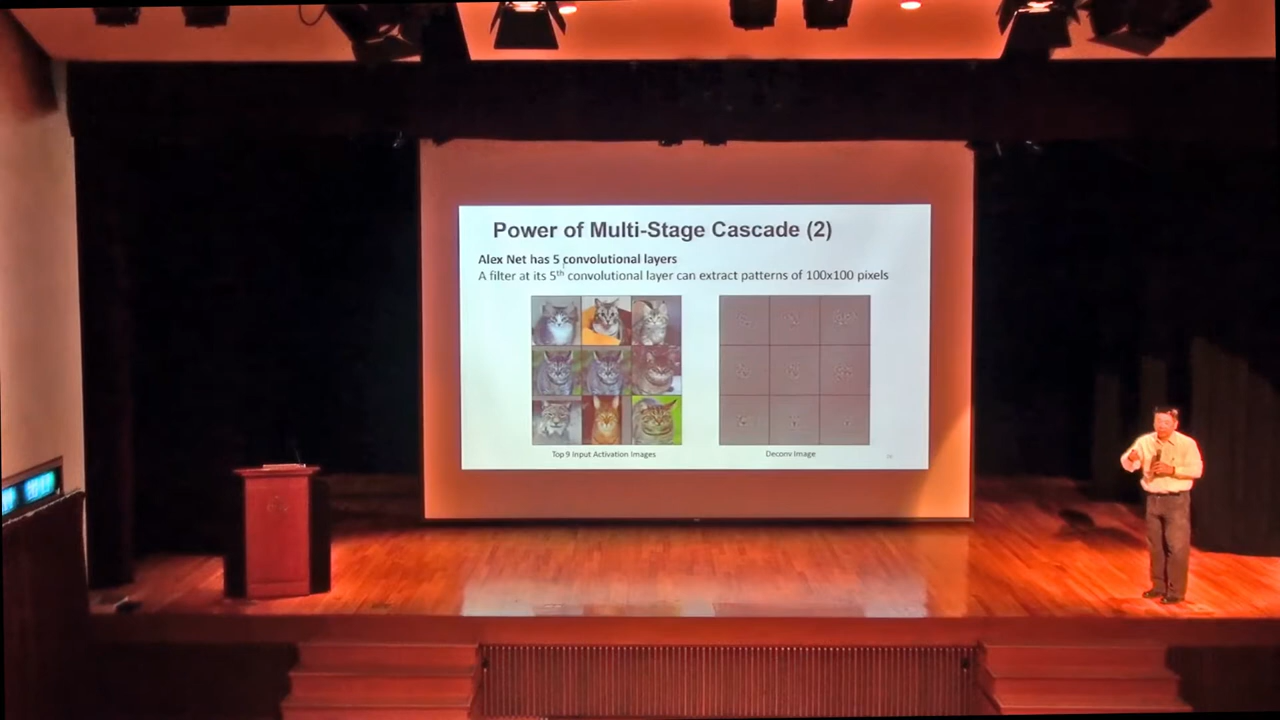 Power of Multi-Stage Cascade (2)
Alex Net has 5 convolutional layers
A filter at its 5th convolutional layer can extract patterns of 100x100 pixels
Top 9 Input Activation Images
Deconv Image